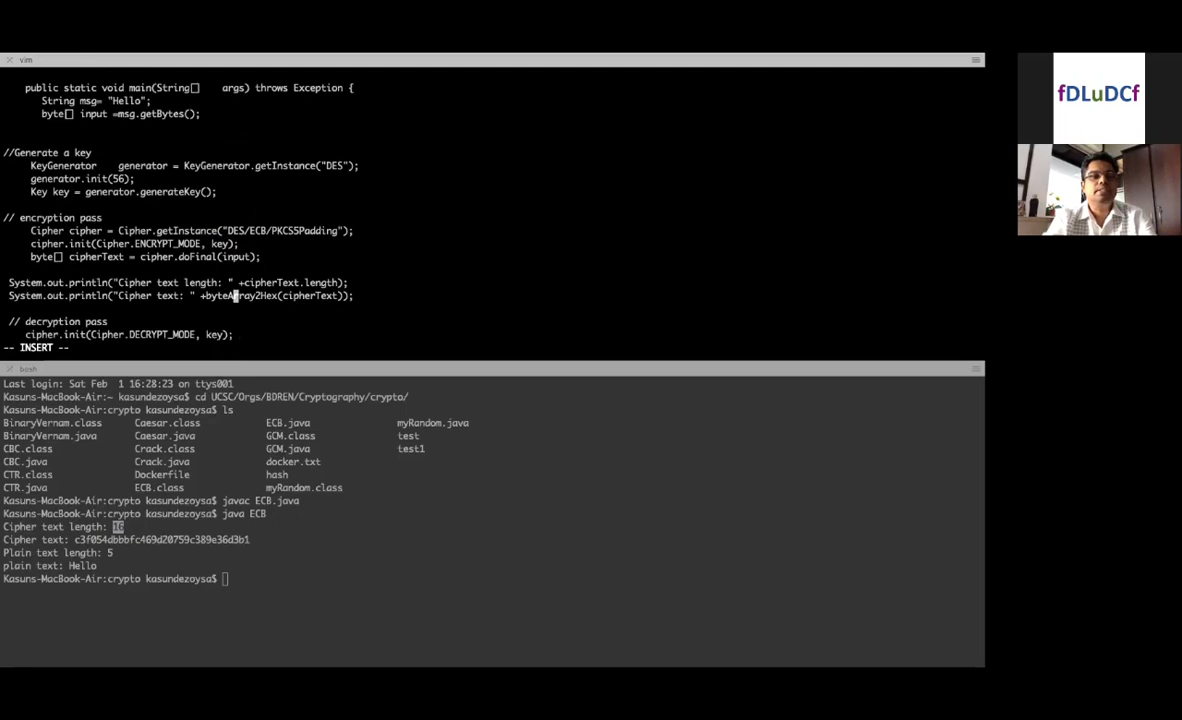 vim
public static void main(String[] args) throws Exception {
String msg= "Hello";
byte[] input =msg.getBytes();
//Generate a key
KeyGenerator generator = KeyGenerator.getInstance("DES");
generator.init(56);
Key key = generator.generateKey();
// encryption pass
Cipher cipher = Cipher.getInstance("DES/ECB/PKCS5Padding");
cipher.init(Cipher.ENCRYPT_MODE, key);
byte[] cipherText = cipher.doFinal(input);
System.out.println("Cipher text length: " +cipherText.length);
System.out.println("Cipher text: " +byteArray2Hex(cipherText));
// decryption pass
cipher.init(Cipher.DECRYPT_MODE, key);
-- INSERT --
bash
Last login: Sat Feb 1 16:28:23 on ttys001
Kasuns-MacBook-Air:~ kasundezoysa$ cd UCSC/Orgs/BDREN/Cryptography/crypto/
Kasuns-MacBook-Air:crypto kasundezoysa$ ls
BinaryVernam.class Caesar.class ECB.java myRandom.java
BinaryVernam.java Caesar.java GCM.class test
CBC.class Crack.class GCM.java test1
CBC.java Crack.java docker.txt
CTR.class Dockerfile hash
CTR.java ECB.class myRandom.class
Kasuns-MacBook-Air:crypto kasundezoysa$ javac ECB.java
Kasuns-MacBook-Air:crypto kasundezoysa$ java ECB
Cipher text length: 16
Cipher text: c3f054dbbbfc469d20759c389e36d3b1
Plain text length: 5
plain text: Hello
Kasuns-MacBook-Air:crypto kasundezoysa$
fDLuDCf